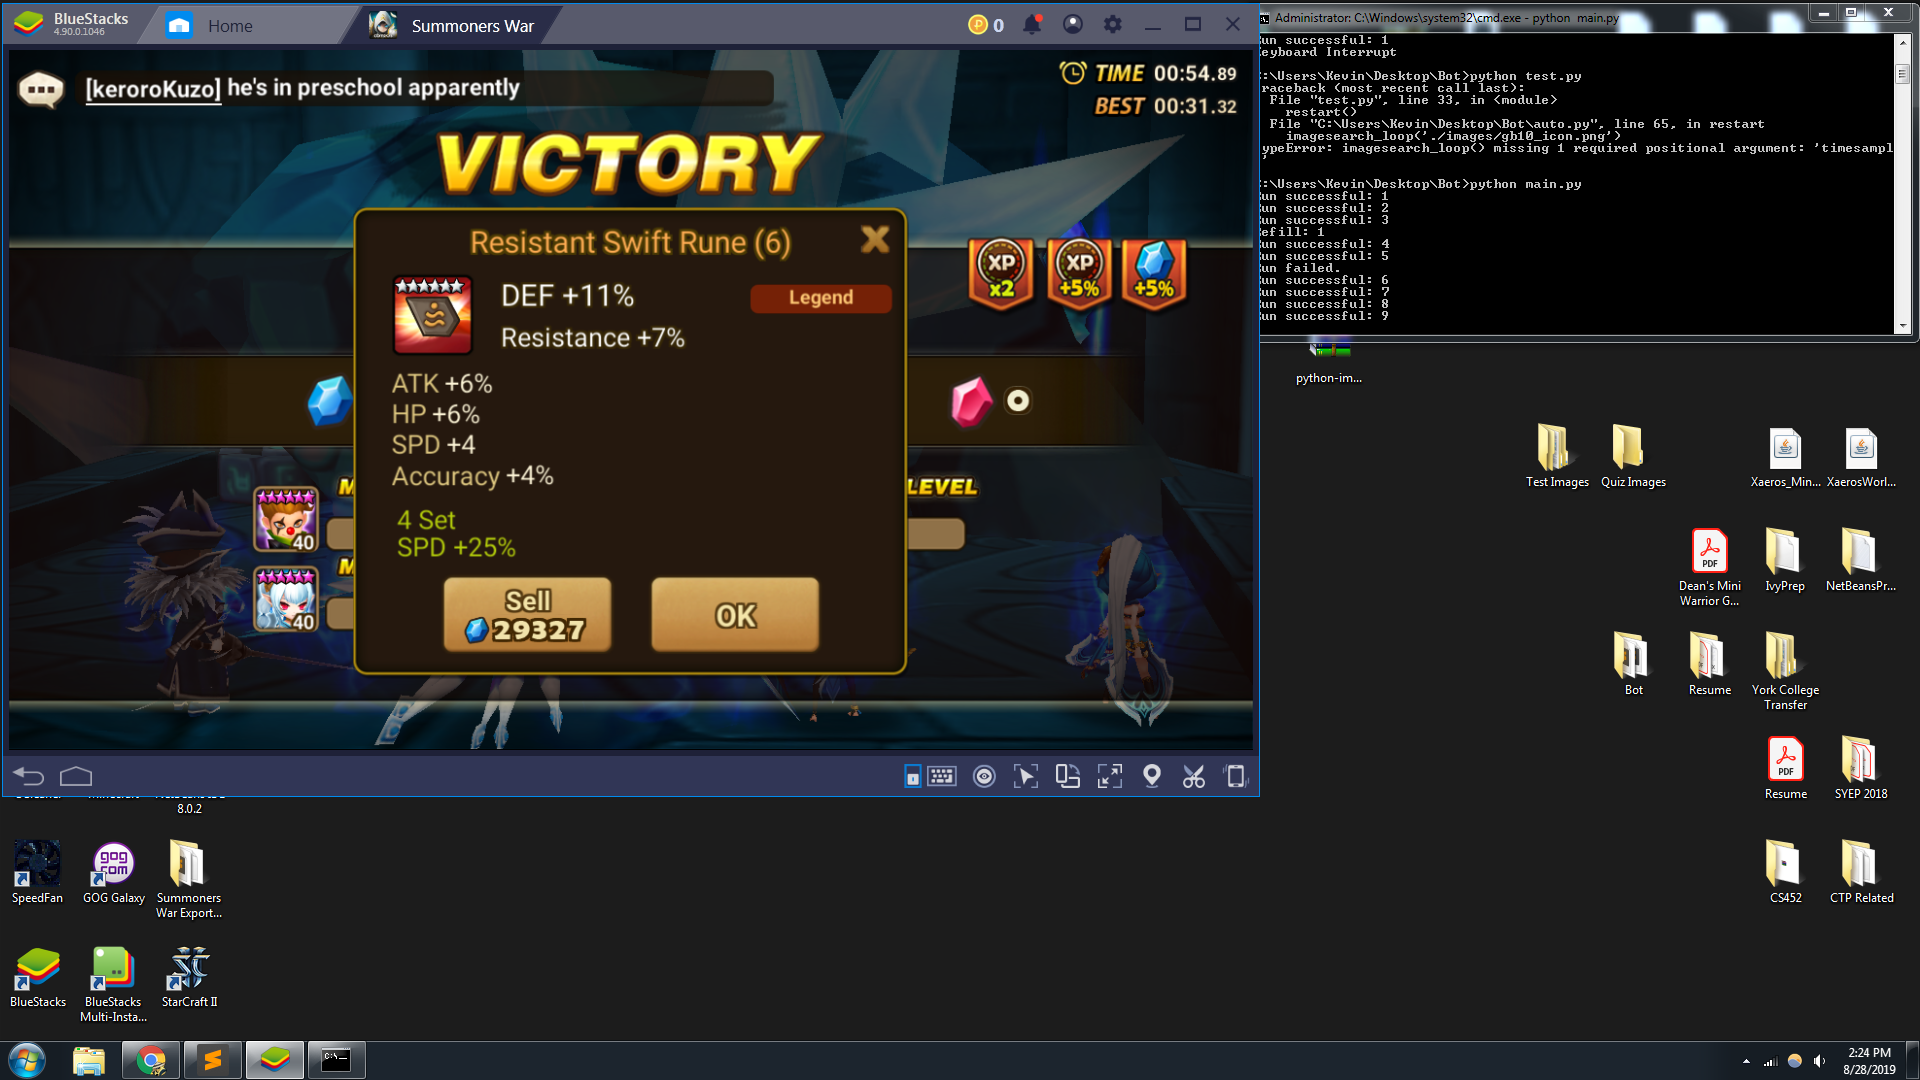 BlueStacks
4.90.0.1046
Home
Summoners War
0
[keroroKuzo] he's in preschool apparently
TIME 00:54.89
BEST 00:31.32
VICTORY
Resistant Swift Rune (6)
DEF +11%
Legend
Resistance +7%
ATK +6%
HP +6%
SPD +4
Accuracy +4%
4 Set
SPD +25%
Sell
29327
OK
XP
x2
XP
+5%
+5%
M
LEVEL
40
M
40
Administrator: C:\Windows\system32\cmd.exe - python main.py
un successful: 1
eyboard Interrupt
:\Users\Kevin\Desktop\Bot>python test.py
raceback (most recent call last):
File "test.py", line 33, in <module>
restart()
File "C:\Users\Kevin\Desktop\Bot\auto.py", line 65, in restart
imagesearch_loop('./images/gb10_icon.png')
ypeError: imagesearch_loop() missing 1 required positional argument: 'timesampl
'
:\Users\Kevin\Desktop\Bot>python main.py
un successful: 1
un successful: 2
un successful: 3
efill: 1
un successful: 4
un successful: 5
un failed.
un successful: 6
un successful: 7
un successful: 8
un successful: 9
python-im...
Test Images
Quiz Images
Xaeros_Min...
XaerosWorl...
PDF
Dean's Mini
Warrior G...
IvyPrep
NetBeansPr...
Bot
Resume
York College
Transfer
PDF
Resume
SYEP 2018
CS452
CTP Related
8.0.2
SpeedFan
gog
com
GOG Galaxy
Summoners
War Export...
BlueStacks
BlueStacks
Multi-Insta...
StarCraft II
C:\
2:24 PM
8/28/2019